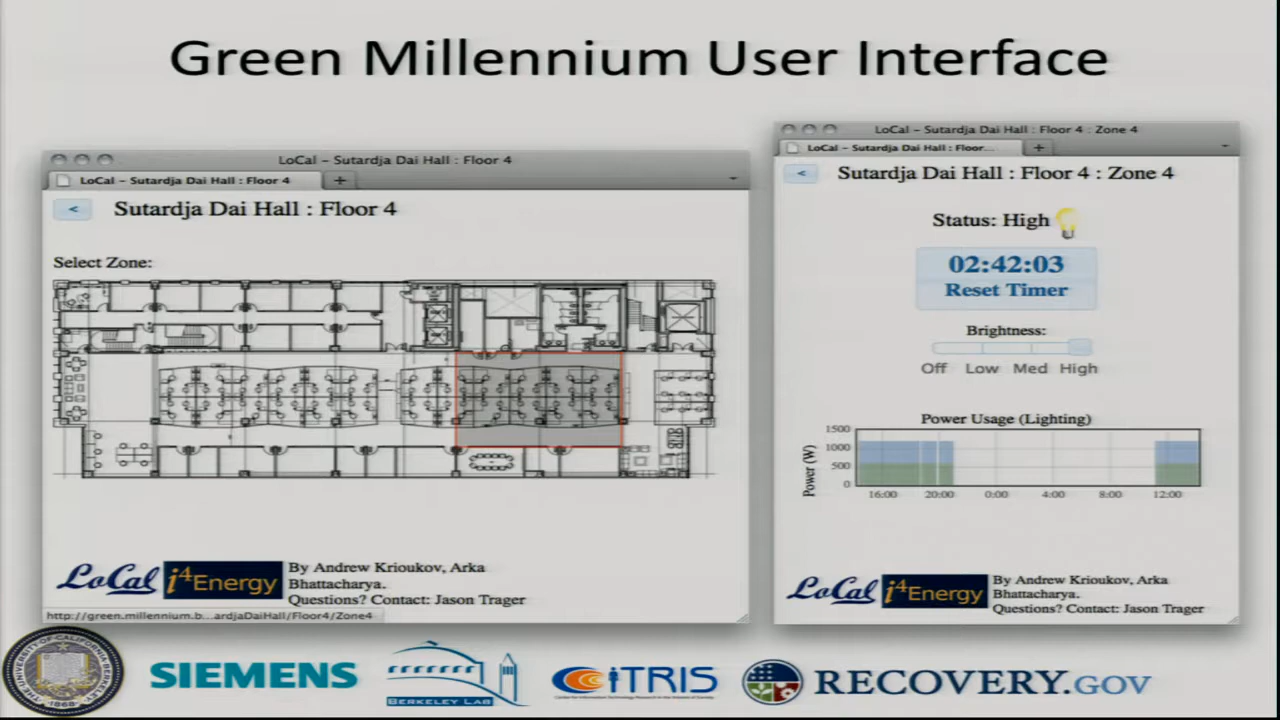 Green Millennium User Interface
LoCal - Sutardja Dai Hall : Floor 4
LoCal - Sutardja Dai Hall : Floor 4
+
<
Sutardja Dai Hall : Floor 4
Select Zone:
LoCal
i4Energy
By Andrew Krioukov, Arka
Bhattacharya.
Questions? Contact: Jason Trager
http://green.millennium.b...ardjaDaiHall/Floor4/Zone4
LoCal - Sutardja Dai Hall : Floor 4 : Zone 4
LoCal - Sutardja Dai Hall : Floor...
+
<
Sutardja Dai Hall : Floor 4 : Zone 4
Status: High
02:42:03
Reset Timer
Brightness:
Off Low Med High
Power Usage (Lighting)
Power (W)
1500
1000
500
0
16:00 20:00 0:00 4:00 8:00 12:00
LoCal
i4Energy
By Andrew Krioukov, Arka
Bhattacharya.
Questions? Contact: Jason Trager
SIEMENS
BERKELEY LAB
CiTRIS
RECOVERY.GOV